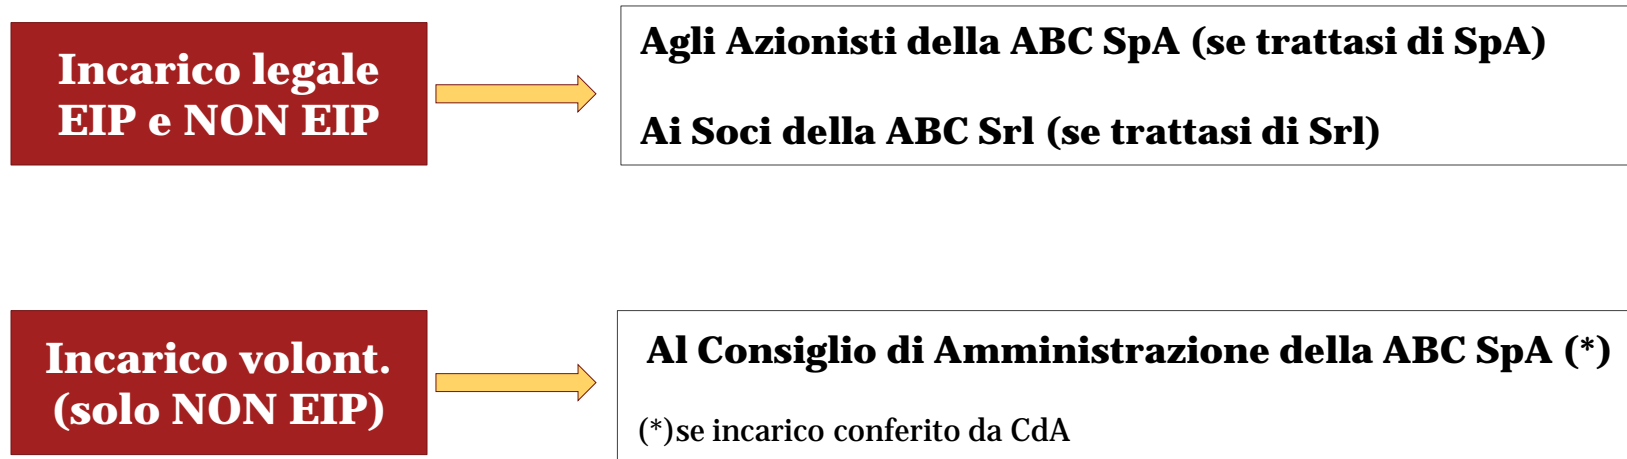 Incarico legale
EIP e NON EIP
Agli Azionisti della ABC SpA (se trattasi di SpA)
Ai Soci della ABC Srl (se trattasi di Srl)
Incarico volont.
(solo NON EIP)
Al Consiglio di Amministrazione della ABC SpA (*)
(*)se incarico conferito da CdA